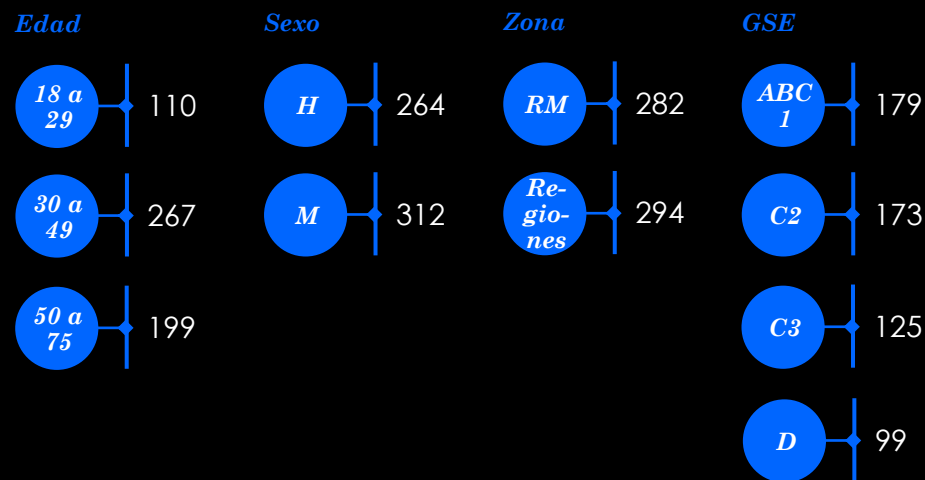 Edad
Sexo
Zona
GSE
18 a
29
110
H
264
RM
282
ABC
1
179
30 a
49
267
M
312
Re-
gio-
nes
294
C2
173
50 a
75
199
C3
125
D
99